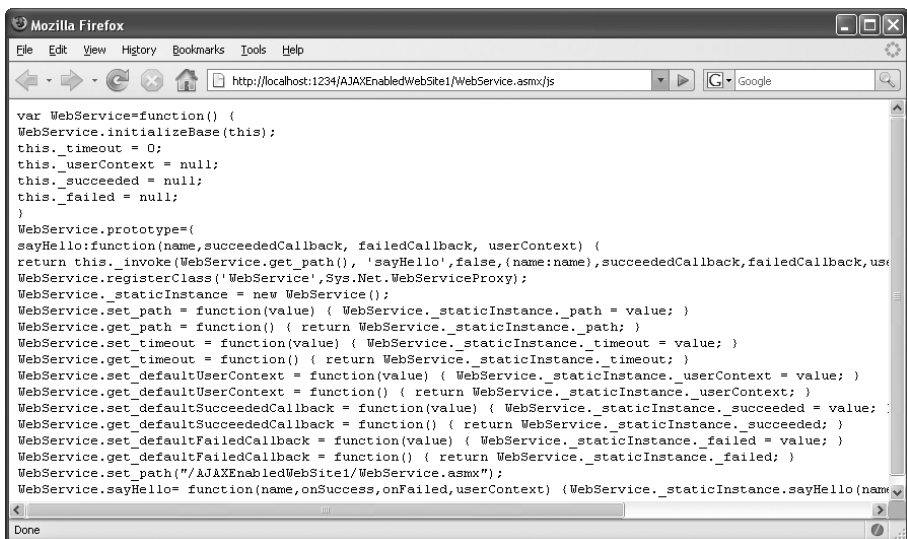 Mozilla Firefox
File Edit View History Bookmarks Tools Help
http://localhost:1234/AJAXEnabledWebSite1/WebService.asmx/js
G Google
var WebService=function() {
WebService.initializeBase(this);
this._timeout = 0;
this._userContext = null;
this._succeeded = null;
this._failed = null;
}
WebService.prototype={
sayHello:function(name,succeededCallback, failedCallback, userContext) {
return this._invoke(WebService.get_path(), 'sayHello',false,{name:name},succeededCallback,failedCallback,use
WebService.registerClass('WebService',Sys.Net.WebServiceProxy);
WebService._staticInstance = new WebService();
WebService.set_path = function(value) { WebService._staticInstance._path = value; }
WebService.get_path = function() { return WebService._staticInstance._path; }
WebService.set_timeout = function(value) { WebService._staticInstance._timeout = value; }
WebService.get_timeout = function() { return WebService._staticInstance._timeout; }
WebService.set_defaultUserContext = function(value) { WebService._staticInstance._userContext = value; }
WebService.get_defaultUserContext = function() { return WebService._staticInstance._userContext; }
WebService.set_defaultSucceededCallback = function(value) { WebService._staticInstance._succeeded = value; }
WebService.get_defaultSucceededCallback = function() { return WebService._staticInstance._succeeded; }
WebService.set_defaultFailedCallback = function(value) { WebService._staticInstance._failed = value; }
WebService.get_defaultFailedCallback = function() { return WebService._staticInstance._failed; }
WebService.set_path("/AJAXEnabledWebSite1/WebService.asmx");
WebService.sayHello= function(name,onSuccess,onFailed,userContext) {WebService._staticInstance.sayHello(name
Done